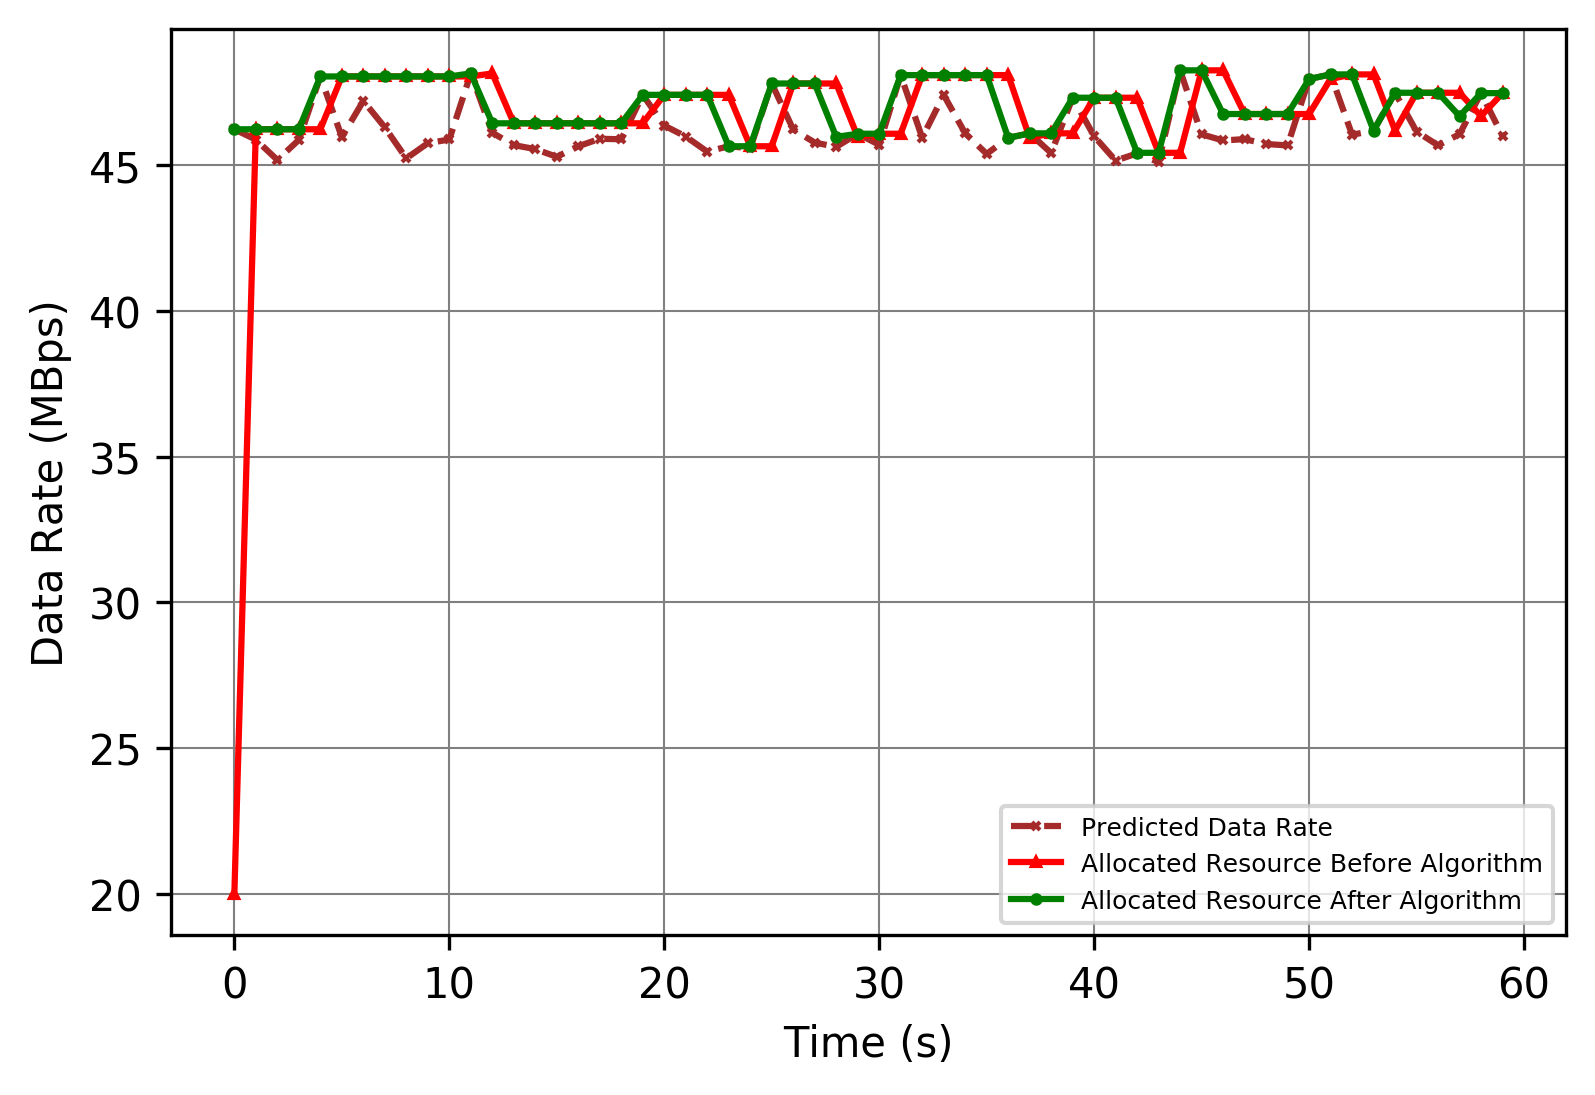 Data Rate (MBps)
45
40
35
30
25
20
Predicted Data Rate
Allocated Resource Before Algorithm
Allocated Resource After Algorithm
0 10 20 30 40 50 60
Time (s)